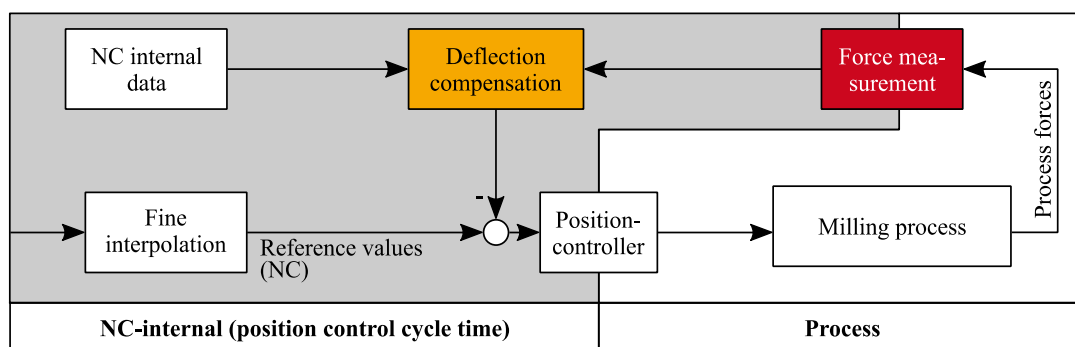 NC internal
data
Deflection
compensation
Force mea-
surement
Process forces
-
Fine
interpolation
Reference values
(NC)
Position-
controller
Milling process
NC-internal (position control cycle time)
Process